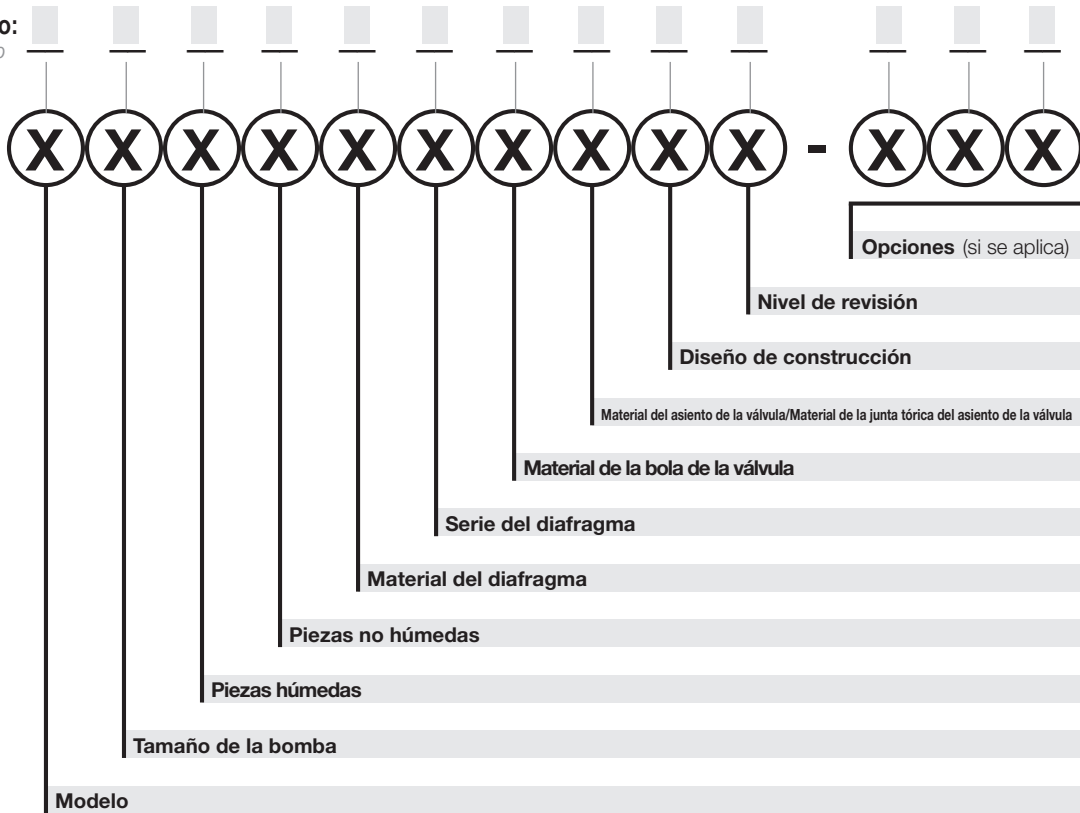 o:
o
X X X X X X X X X X - X X X
Opciones (si se aplica)
Nivel de revisión
Diseño de construcción
Material del asiento de la válvula/Material de la junta tórica del asiento de la válvula
Material de la bola de la válvula
Serie del diafragma
Material del diafragma
Piezas no húmedas
Piezas húmedas
Tamaño de la bomba
Modelo